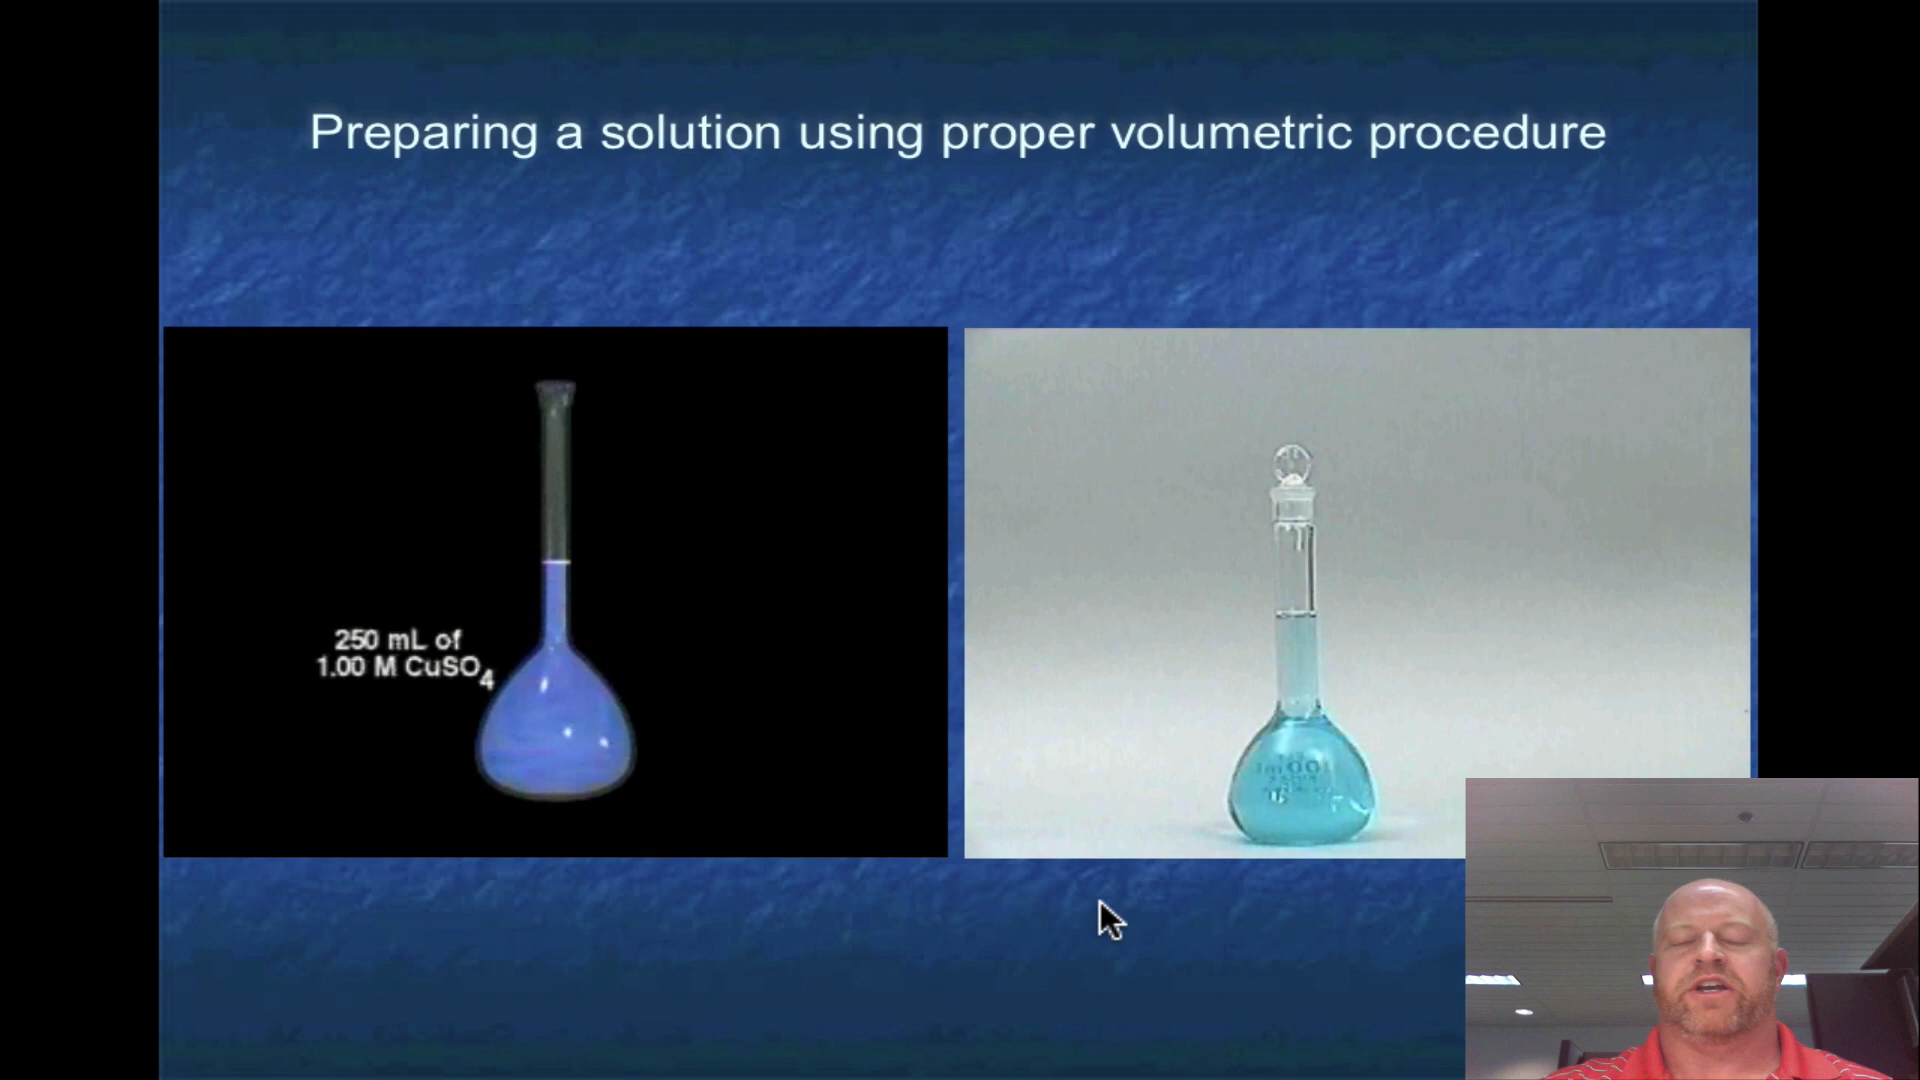 Preparing a solution using proper volumetric procedure
250 mL of
1.00 M CuSO4